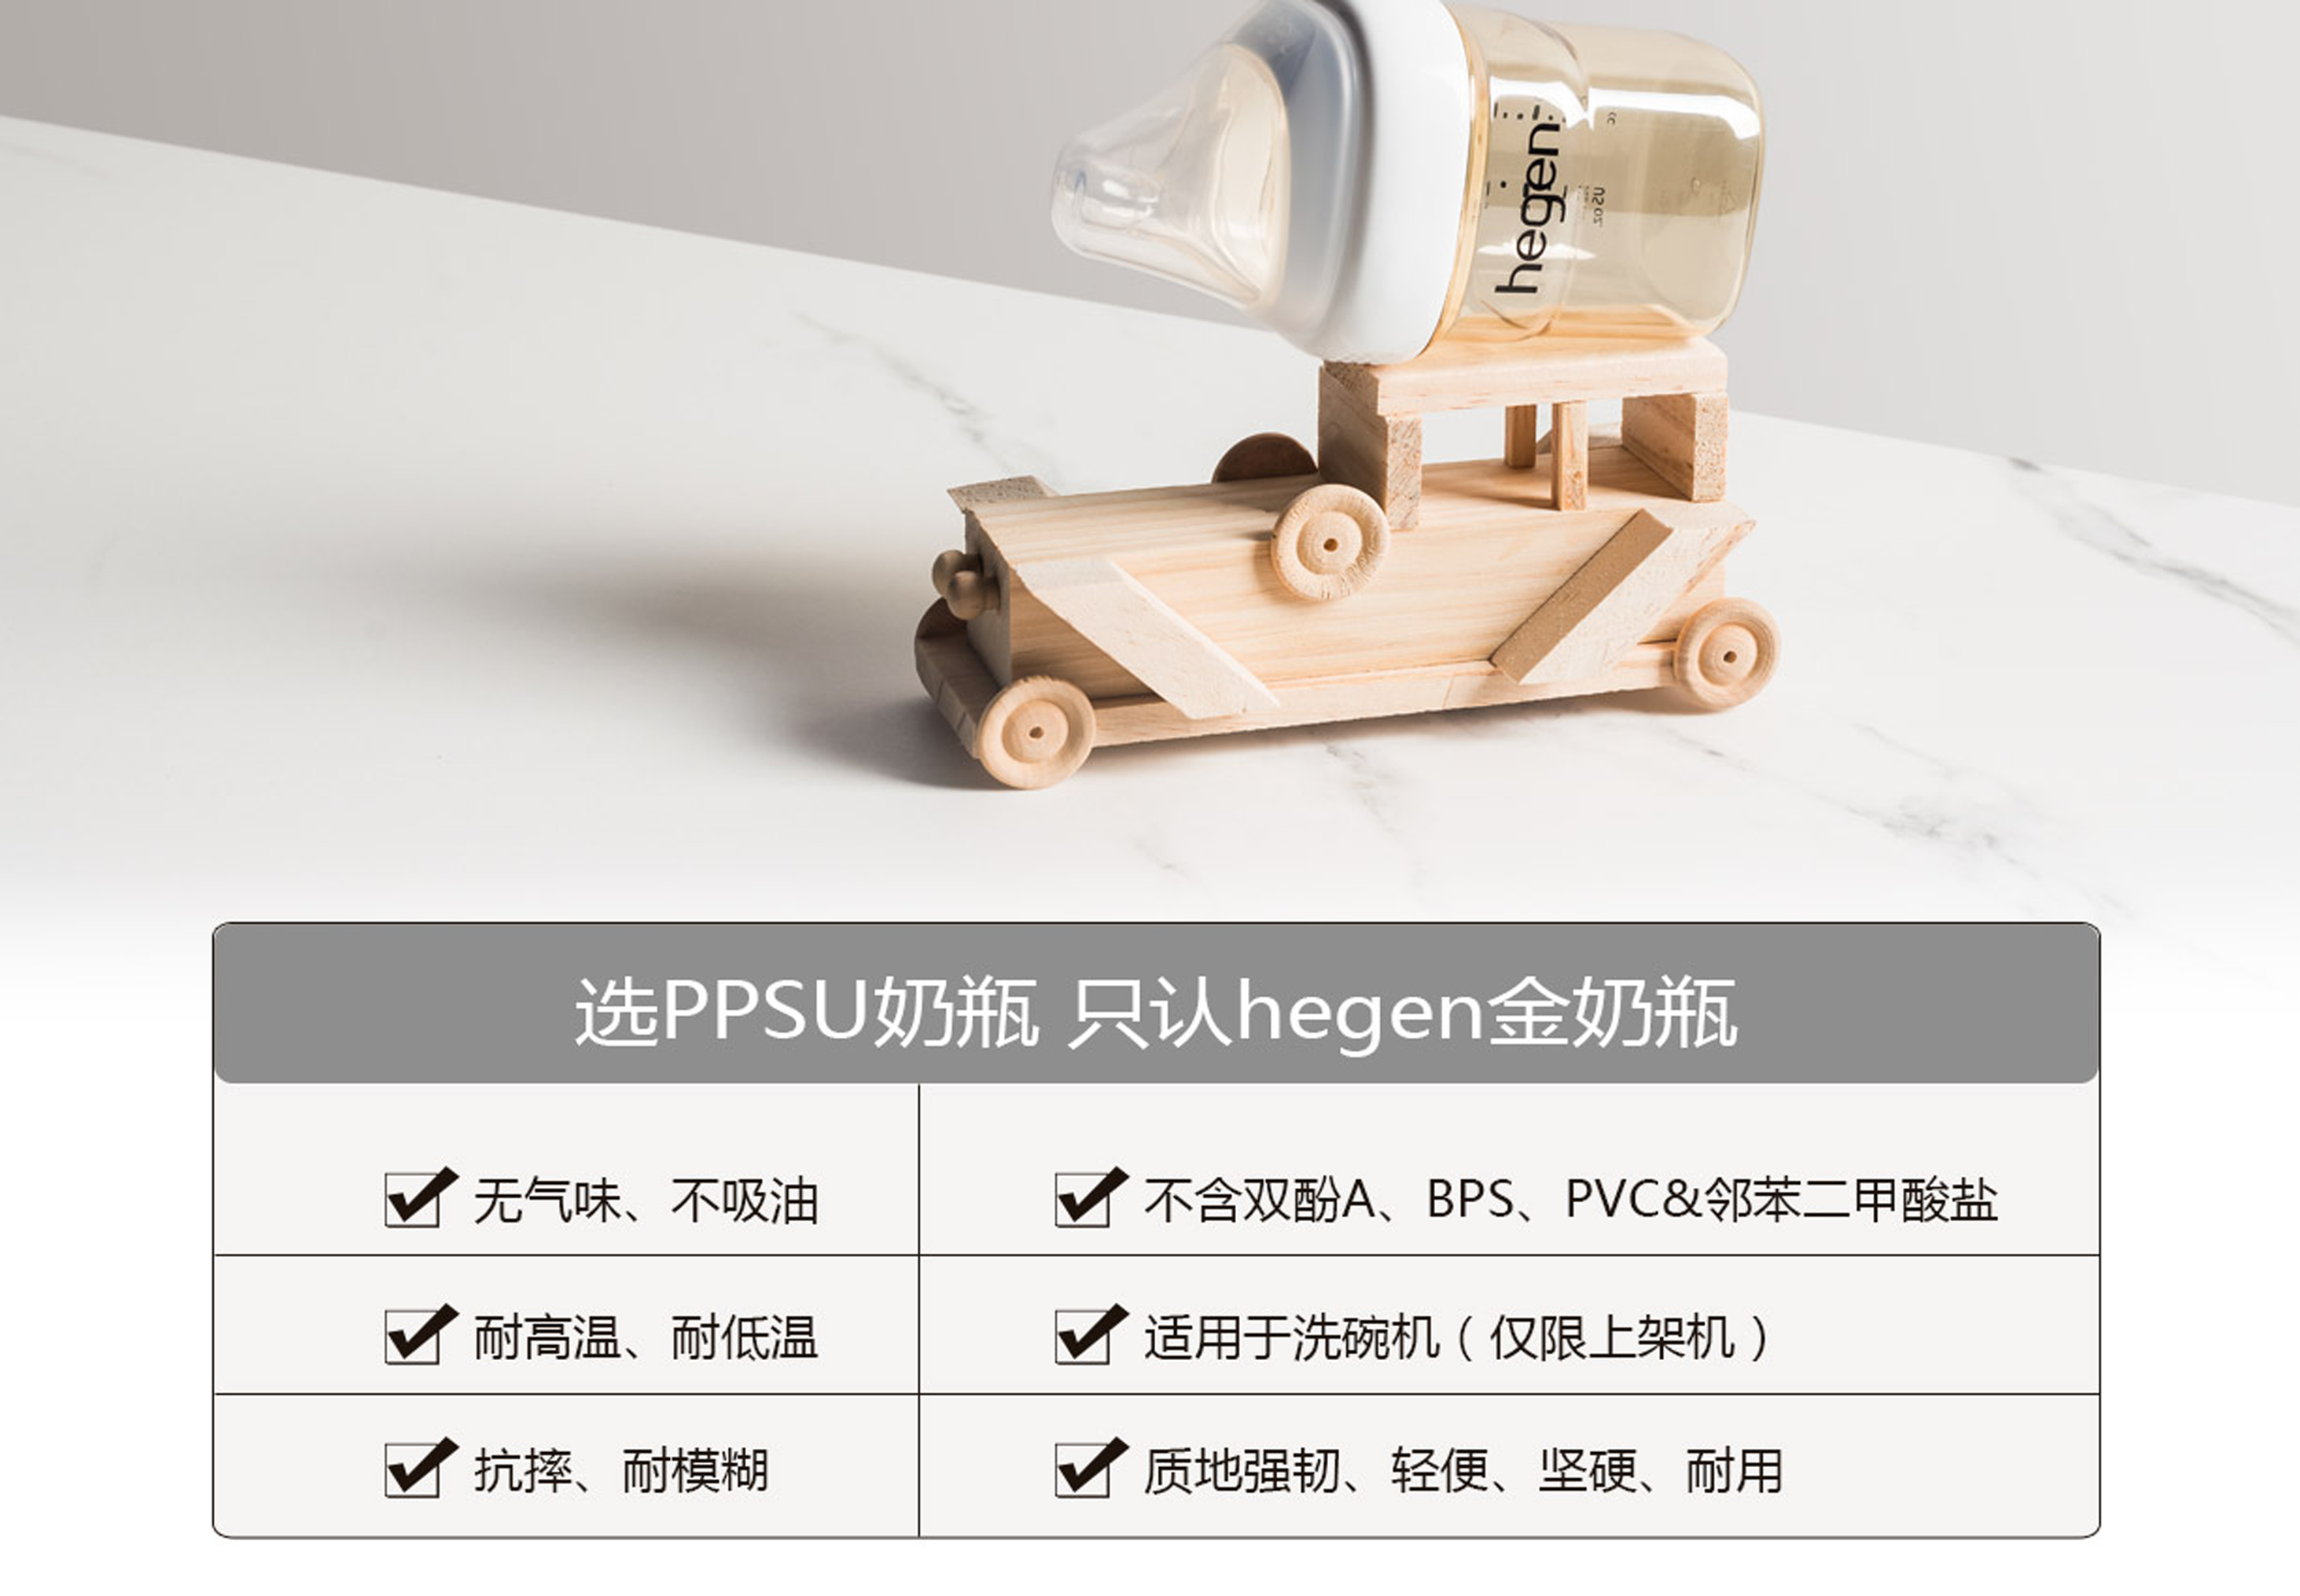 hegen
选PPSU奶瓶 只认hegen金奶瓶
无气味、不吸油
不含双酚A、BPS、PVC&邻苯二甲酸盐
耐高温、耐低温
适用于洗碗机（仅限上架机）
抗摔、耐模糊
质地强韧、轻便、坚硬、耐用